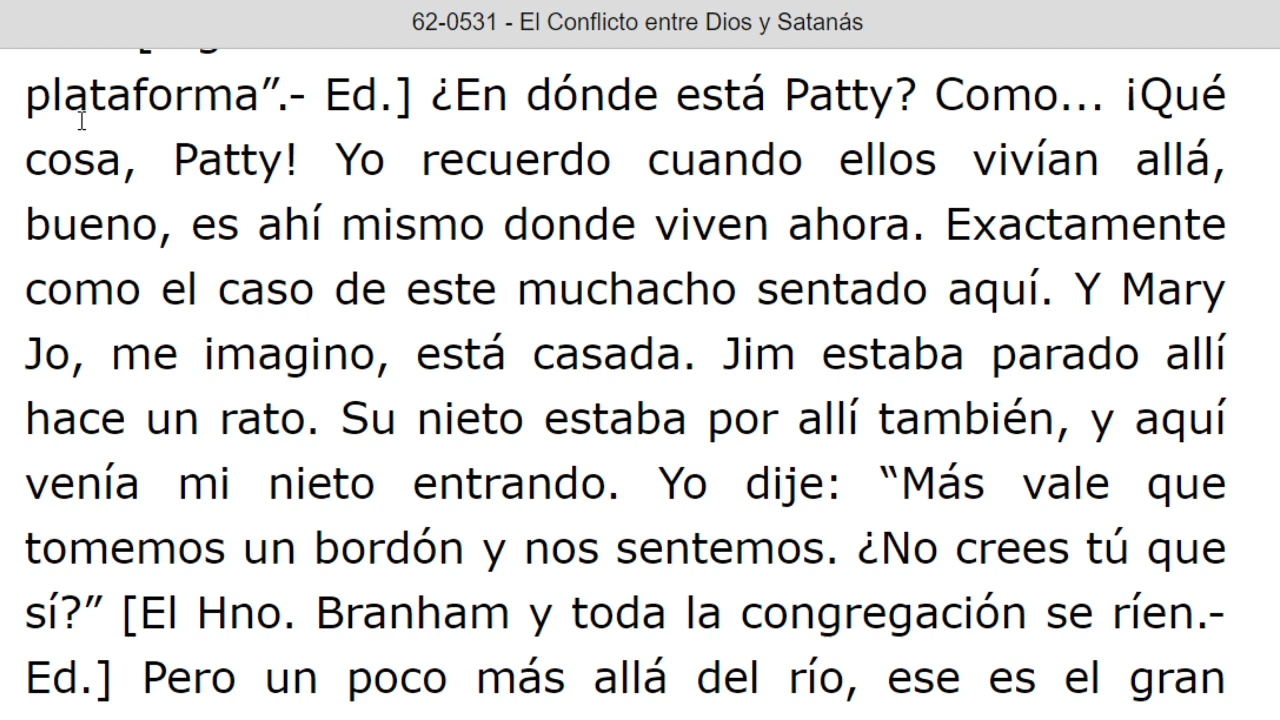 62-0531 - El Conflicto entre Dios y Satanás
plataforma”.- Ed.] ¿En dónde está Patty? Como... ¡Qué
cosa, Patty! Yo recuerdo cuando ellos vivían allá,
bueno, es ahí mismo donde viven ahora. Exactamente
como el caso de este muchacho sentado aquí. Y Mary
Jo, me imagino, está casada. Jim estaba parado allí
hace un rato. Su nieto estaba por allí también, y aquí
venía mi nieto entrando. Yo dije: “Más vale que
tomemos un bordón y nos sentemos. ¿No crees tú que
sí?” [El Hno. Branham y toda la congregación se ríen.-
Ed.] Pero un poco más allá del río, ese es el gran